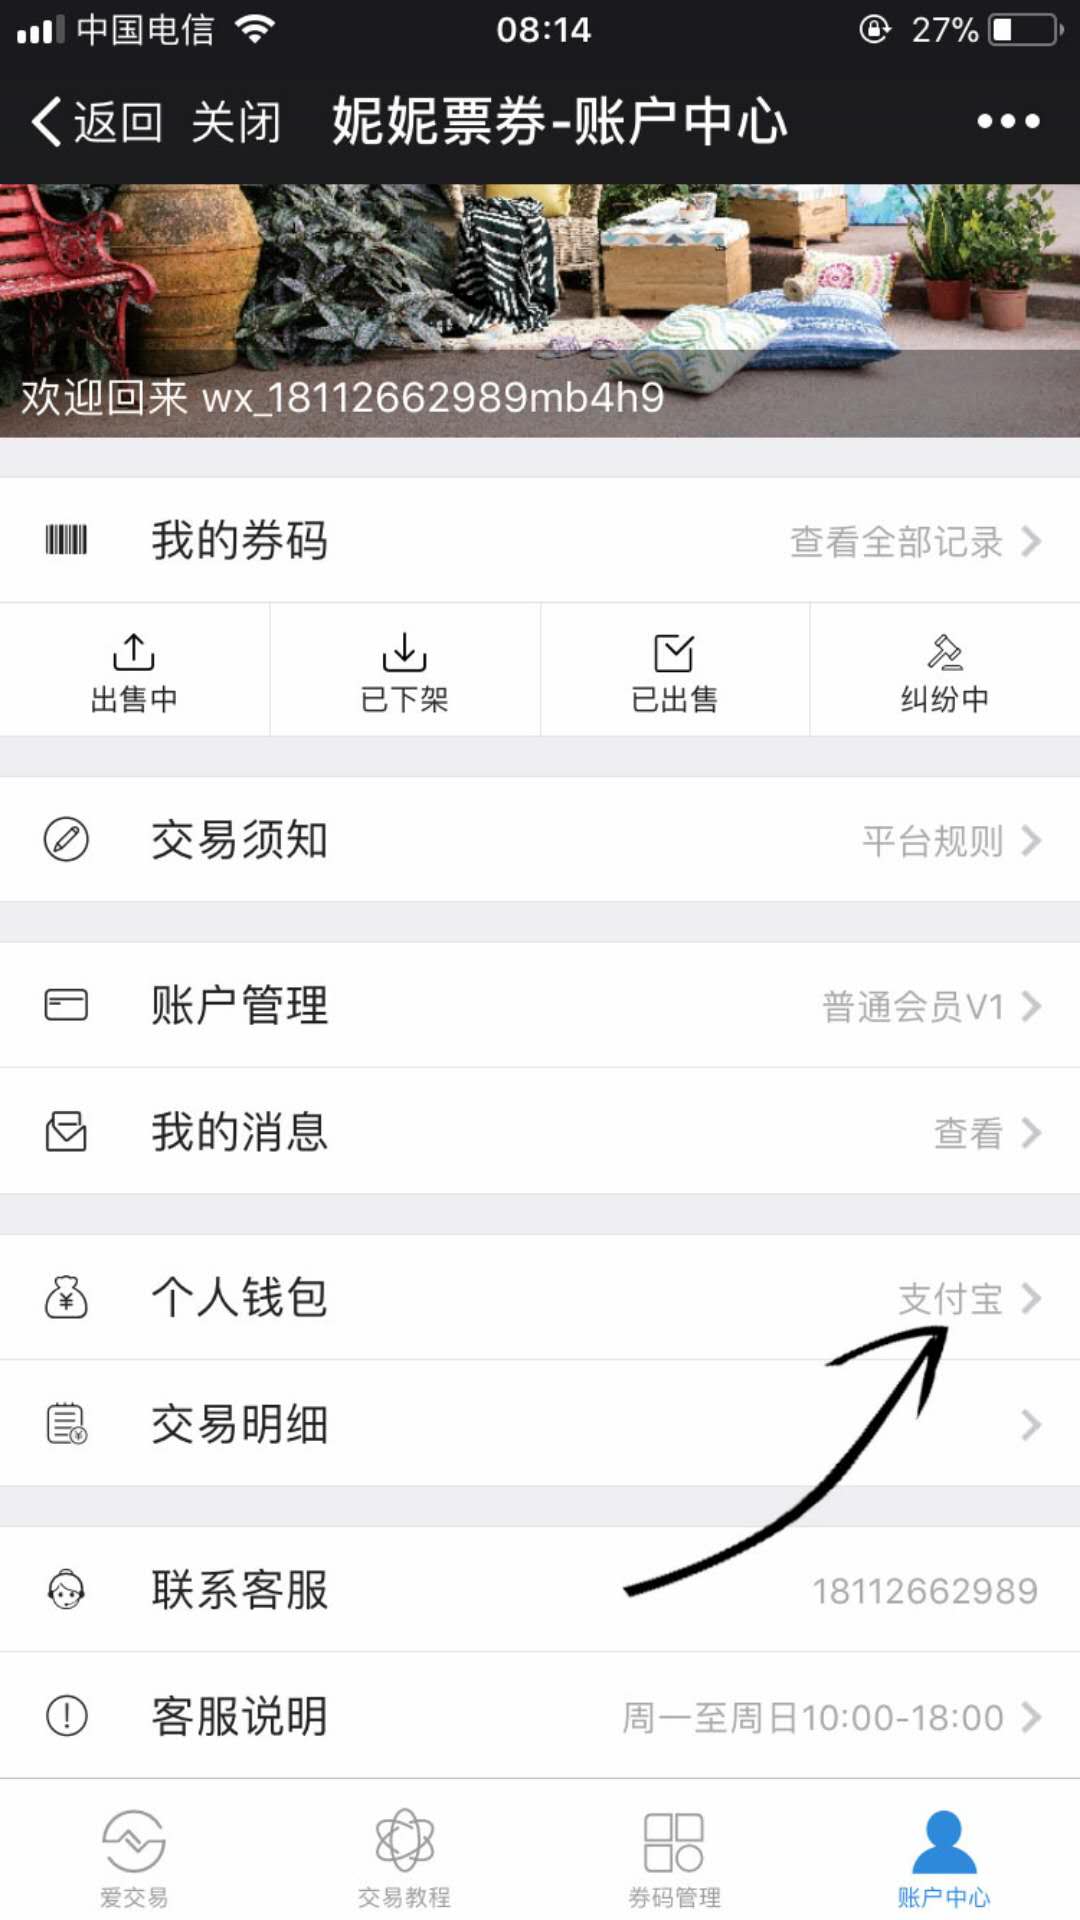 中国电信 08:14 27%
返回 关闭 妮妮票券-账户中心
欢迎回来 wx_18112662989mb4h9
我的券码 查看全部记录
出售中 已下架 已出售 纠纷中
交易须知 平台规则
账户管理 普通会员V1
我的消息 查看
个人钱包 支付宝
交易明细
联系客服 18112662989
客服说明 周一至周日10:00-18:00
爱交易 交易教程 券码管理 账户中心